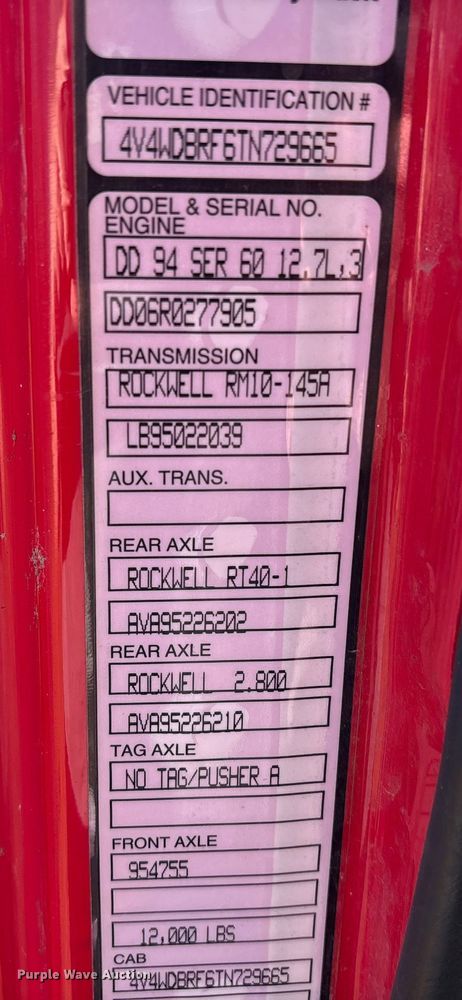 VEHICLE IDENTIFICATION #
4V4WDBRF6TN729665
MODEL & SERIAL NO.
ENGINE
DD 94 SER 60 12.7L,3
DD06R0277905
TRANSMISSION
ROCKWELL RM10-145A
LB95022039
AUX. TRANS.
REAR AXLE
ROCKWELL RT40-1
AVA95226202
REAR AXLE
ROCKWELL 2.800
AVA95226210
TAG AXLE
NO TAG/PUSHER A
FRONT AXLE
954755
12,000 LBS
CAB
4V4WDBRF6TN729665
Purple Wave Auction